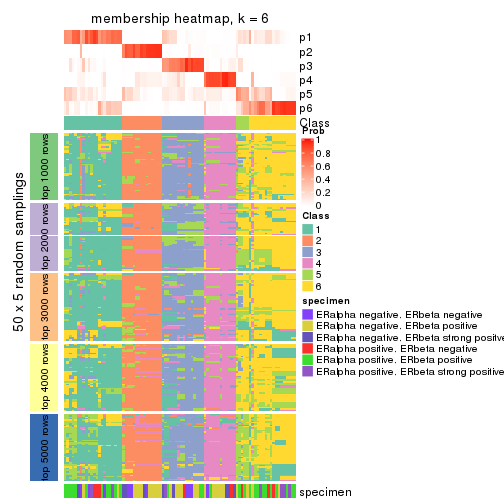 membership heatmap, k = 6
p1
p2
p3
p4
p5
p6
Class
Prob
1
0.8
0.6
0.4
0.2
0
Class
1
2
3
4
5
6
specimen
ERalpha negative. ERbeta negative
ERalpha negative. ERbeta positive
ERalpha negative. ERbeta strong positive
ERalpha positive. ERbeta negative
ERalpha positive. ERbeta positive
ERalpha positive. ERbeta strong positive
50 x 5 random samplings
top 1000 rows
top 2000 rows
top 3000 rows
top 4000 rows
top 5000 rows
specimen